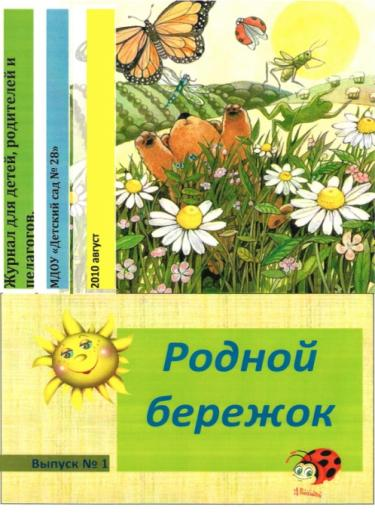 Журнал для детей, родителей и
педагогов.
МДОУ «Детский сад № 28»
2010 август
Родной
бережок
Выпуск № 1